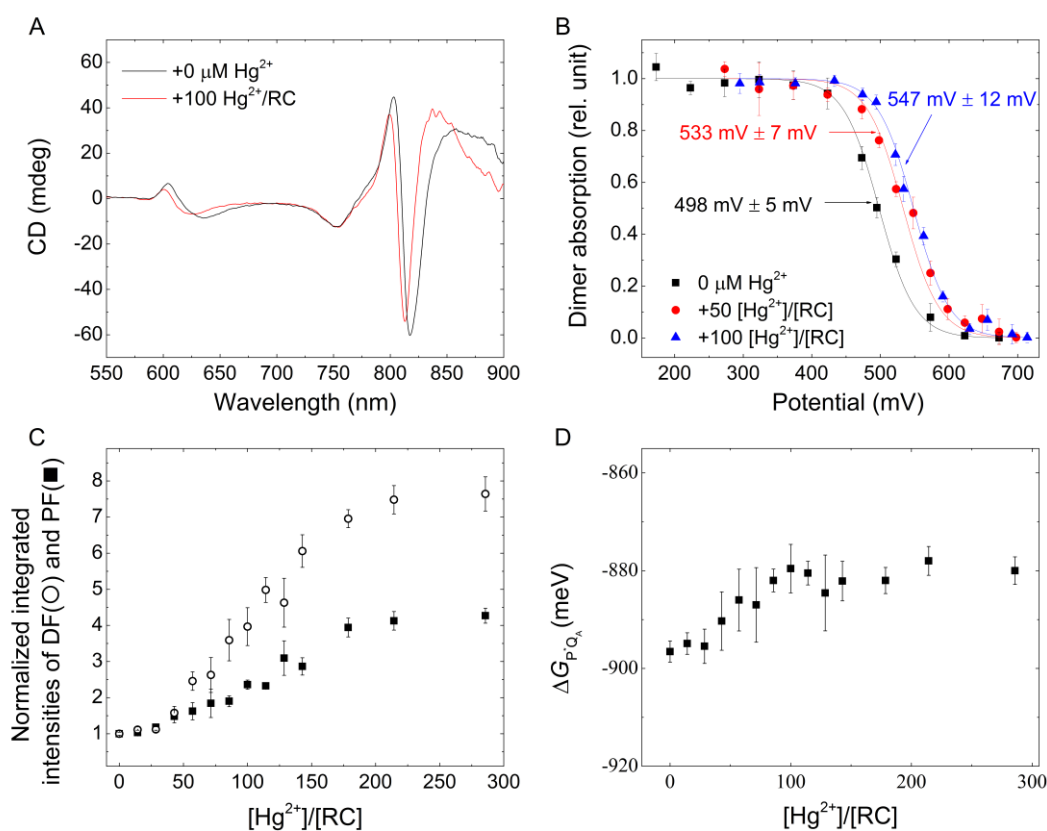 A
CD (mdeg)
60
40
20
0
-20
-40
-60
+0 μM Hg²⁺
+100 Hg²⁺/RC
550 600 650 700 750 800 850 900
Wavelength (nm)
B
Dimer absorption (rel. unit)
1.0
0.8
0.6
0.4
0.2
0.0
547 mV ± 12 mV
533 mV ± 7 mV
498 mV ± 5 mV
0 μM Hg²⁺
+50 [Hg²⁺]/[RC]
+100 [Hg²⁺]/[RC]
200 300 400 500 600 700
Potential (mV)
C
Normalized integrated
intensities of DF(○) and PF(■)
8
7
6
5
4
3
2
1
0 50 100 150 200 250 300
[Hg²⁺]/[RC]
D
ΔG_P⁺Q_A⁻ (meV)
-860
-880
-900
-920
0 100 200 300
[Hg²⁺]/[RC]